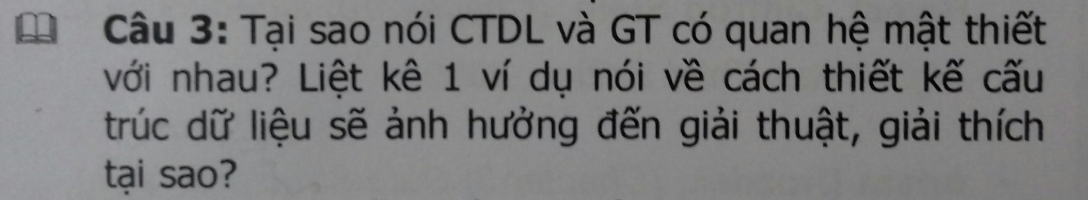 Câu 3: Tại sao nói CTDL và GT có quan hệ mật thiết
với nhau? Liệt kê 1 ví dụ nói về cách thiết kế cấu
trúc dữ liệu sẽ ảnh hưởng đến giải thuật, giải thích
tại sao?